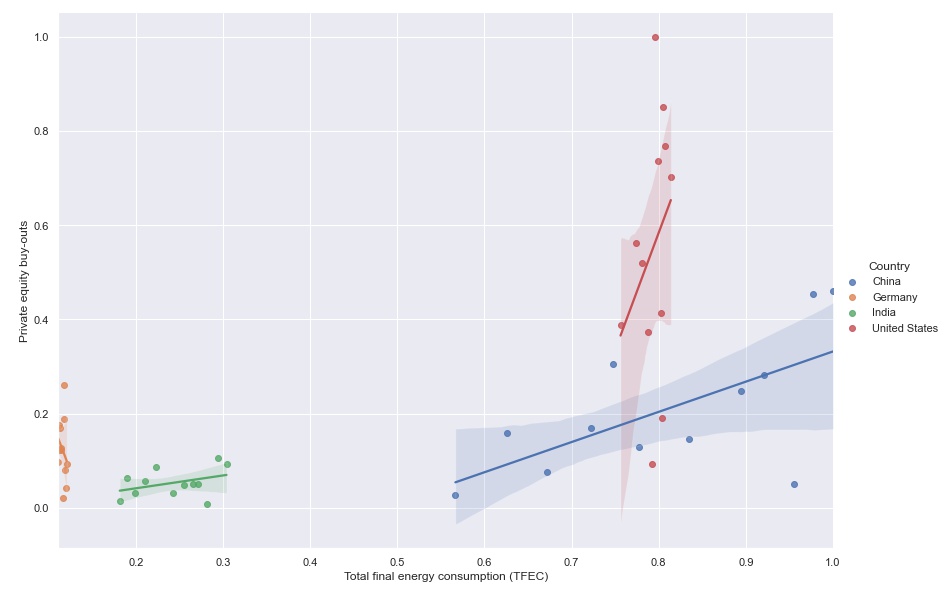 1.0
0.8
0.6
0.4
0.2
0.0
Private equity buy-outs
0.2
0.3
0.4
0.5
0.6
0.7
0.8
0.9
1.0
Total final energy consumption (TFEC)
Country
China
Germany
India
United States